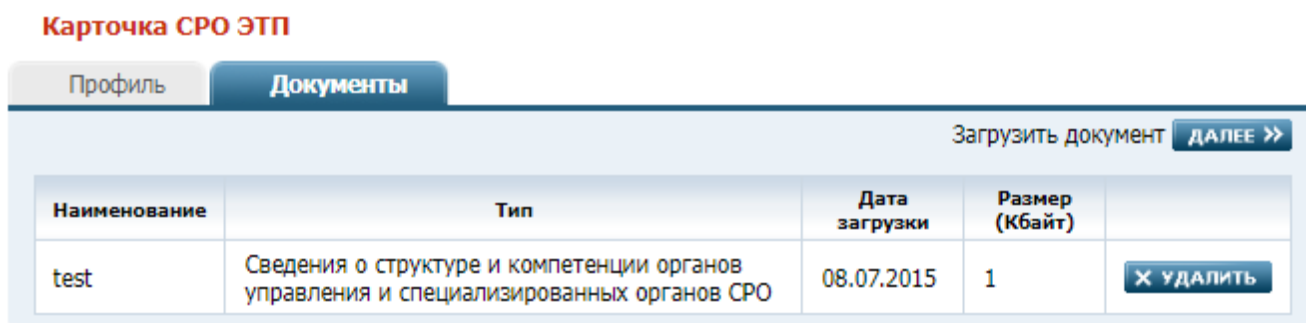 Карточка СРО ЭТП
Профиль Документы
Загрузить документ ДАЛЕЕ
Наименование Тип Дата загрузки Размер (Кбайт)
test Сведения о структуре и компетенции органов управления и специализированных органов СРО 08.07.2015 1 УДАЛИТЬ